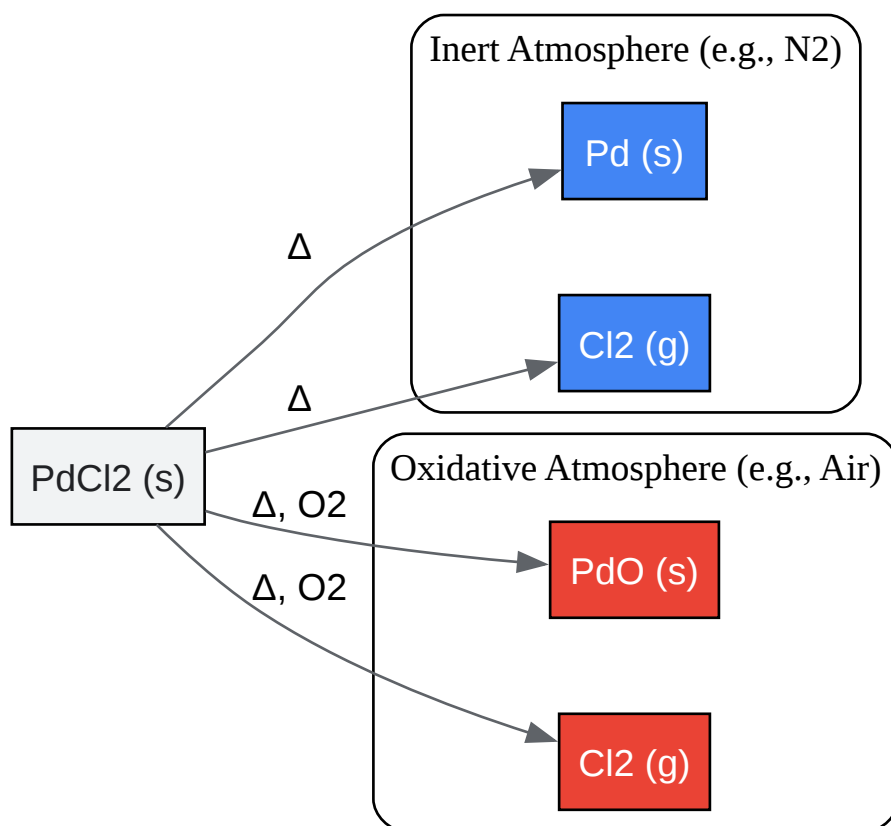 Inert Atmosphere (e.g., N2)
Pd (s)
Δ
Cl2 (g)
Δ
PdCl2 (s)
Oxidative Atmosphere (e.g., Air)
Δ, O2
PdO (s)
Δ, O2
Cl2 (g)